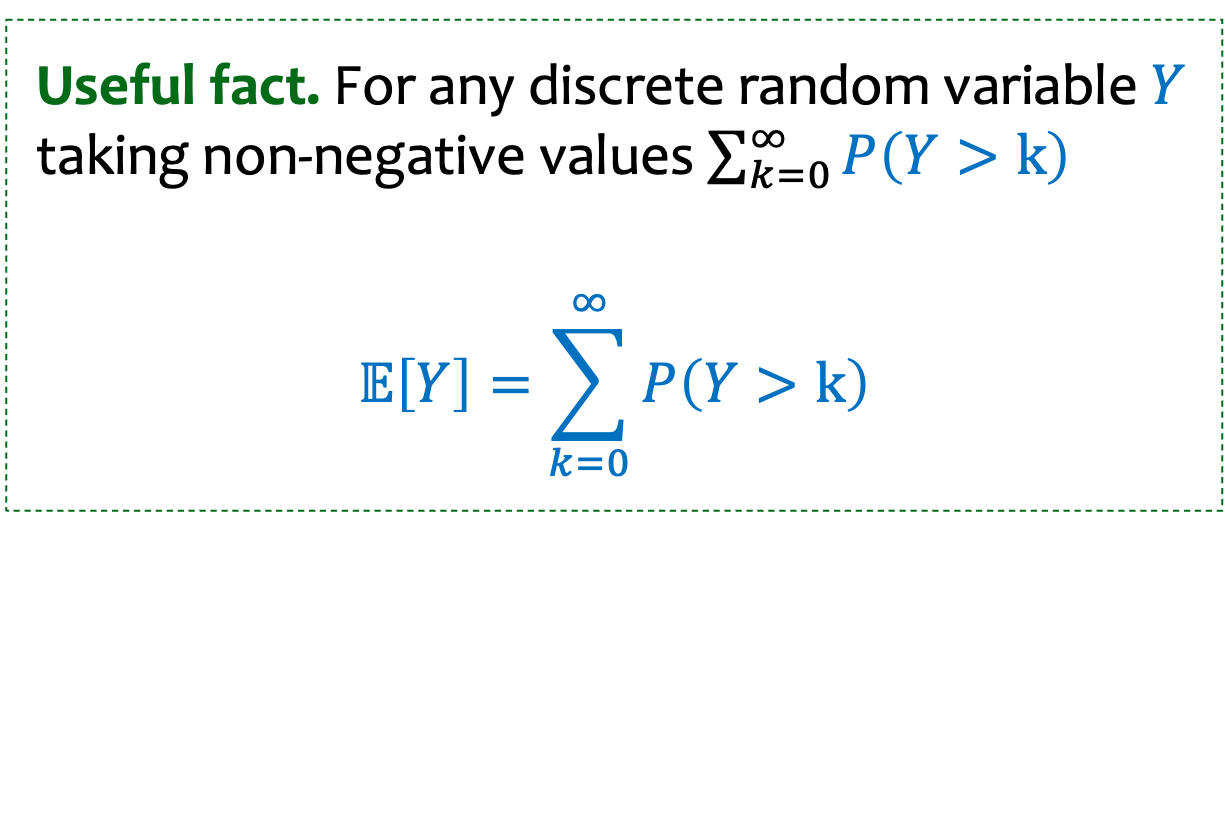 Useful fact. For any discrete random variable Y
taking non-negative values ∑_{k=0}^{∞} P(Y > k)
𝔼[Y] = ∑_{k=0}^{∞} P(Y > k)